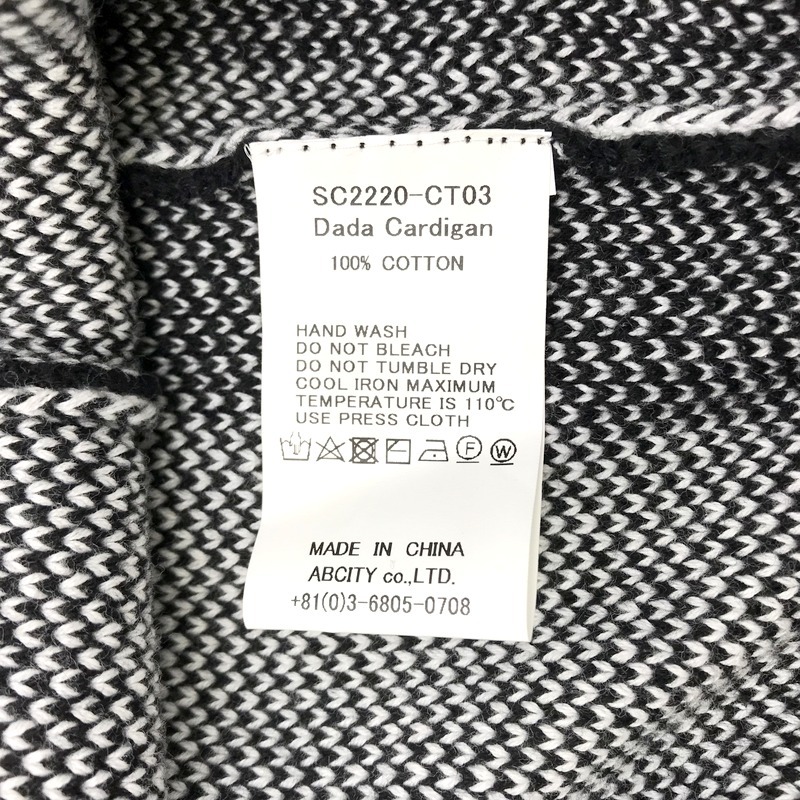 SC2220-CT03
Dada Cardigan
100% COTTON
HAND WASH
DO NOT BLEACH
DO NOT TUMBLE DRY
COOL IRON MAXIMUM
TEMPERATURE IS 110℃
USE PRESS CLOTH
F W
MADE IN CHINA
ABCITY co.,LTD.
+81(0)3-6805-0708